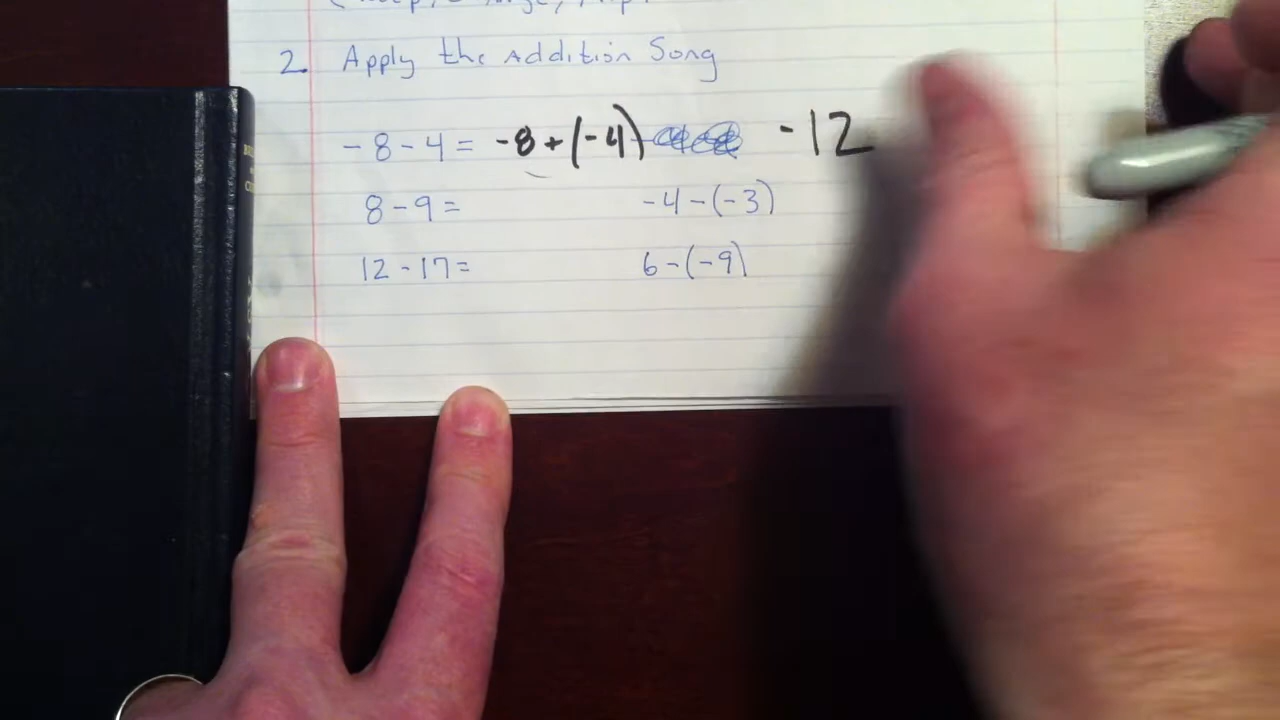 2. Apply the Addition Song
-8-4= -8+(-4) -12
8-9= -4-(-3)
12-17= 6-(-9)